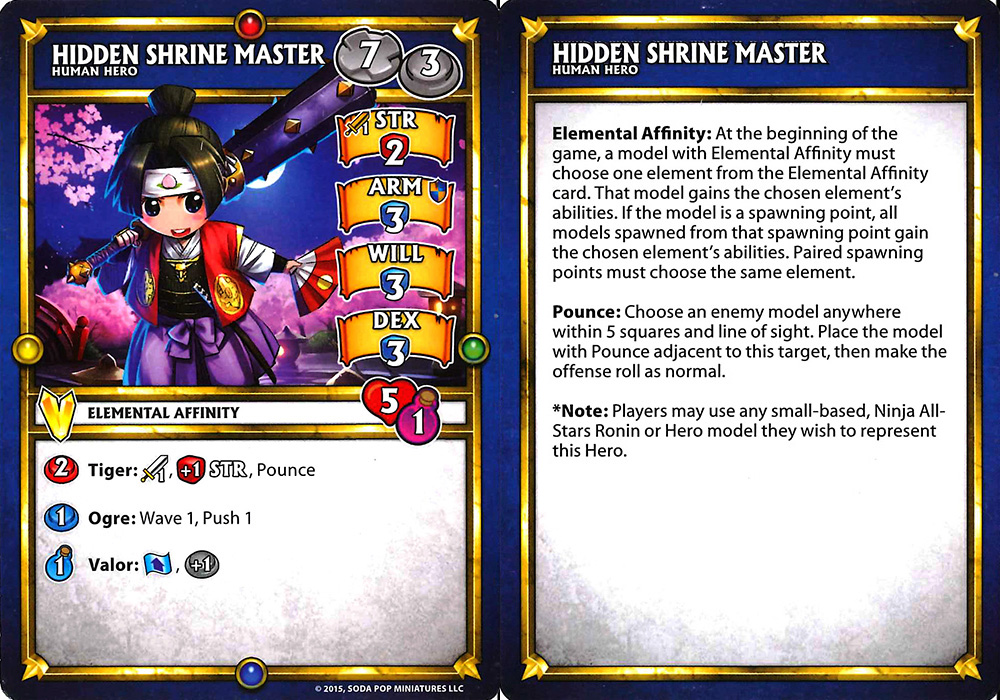 HIDDEN SHRINE MASTER
HUMAN HERO
7
3
STR
2
ARM
3
WILL
3
DEX
3
5
1
ELEMENTAL AFFINITY
2 Tiger: , +1 STR, Pounce
1 Ogre: Wave 1, Push 1
1 Valor: , +1
© 2015, SODA POP MINIATURES LLC
HIDDEN SHRINE MASTER
HUMAN HERO
Elemental Affinity: At the beginning of the
game, a model with Elemental Affinity must
choose one element from the Elemental Affinity
card. That model gains the chosen element's
abilities. If the model is a spawning point, all
models spawned from that spawning point gain
the chosen element's abilities. Paired spawning
points must choose the same element.
Pounce: Choose an enemy model anywhere
within 5 squares and line of sight. Place the model
with Pounce adjacent to this target, then make the
offense roll as normal.
*Note: Players may use any small-based, Ninja All-
Stars Ronin or Hero model they wish to represent
this Hero.